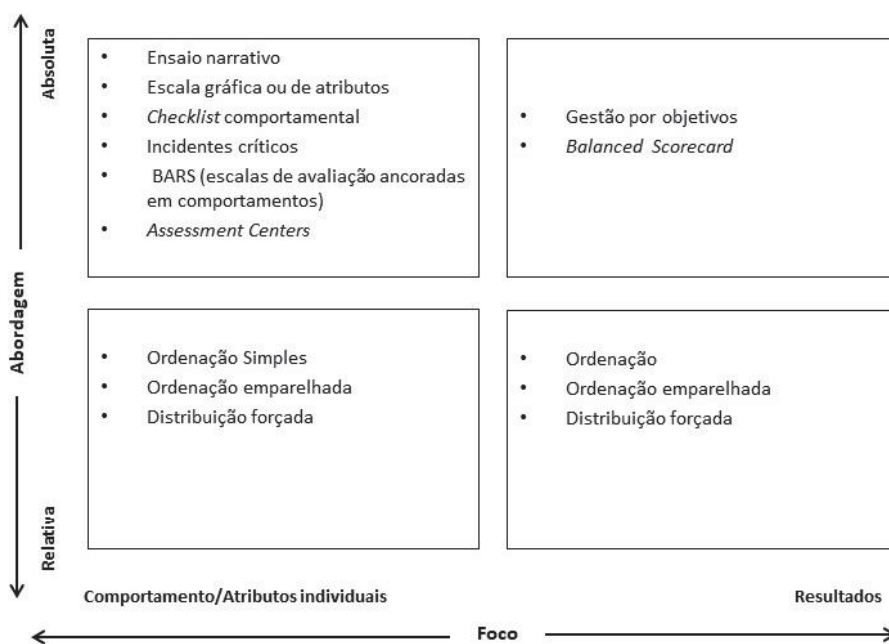 Absoluta
Abordagem
Relativa
• Ensaio narrativo
• Escala gráfica ou de atributos
• Checklist comportamental
• Incidentes críticos
• BARS (escalas de avaliação ancoradas
em comportamentos)
• Assessment Centers
• Gestão por objetivos
• Balanced Scorecard
• Ordenação Simples
• Ordenação emparelhada
• Distribuição forçada
• Ordenação
• Ordenação emparelhada
• Distribuição forçada
Comportamento/Atributos individuais
Resultados
Foco